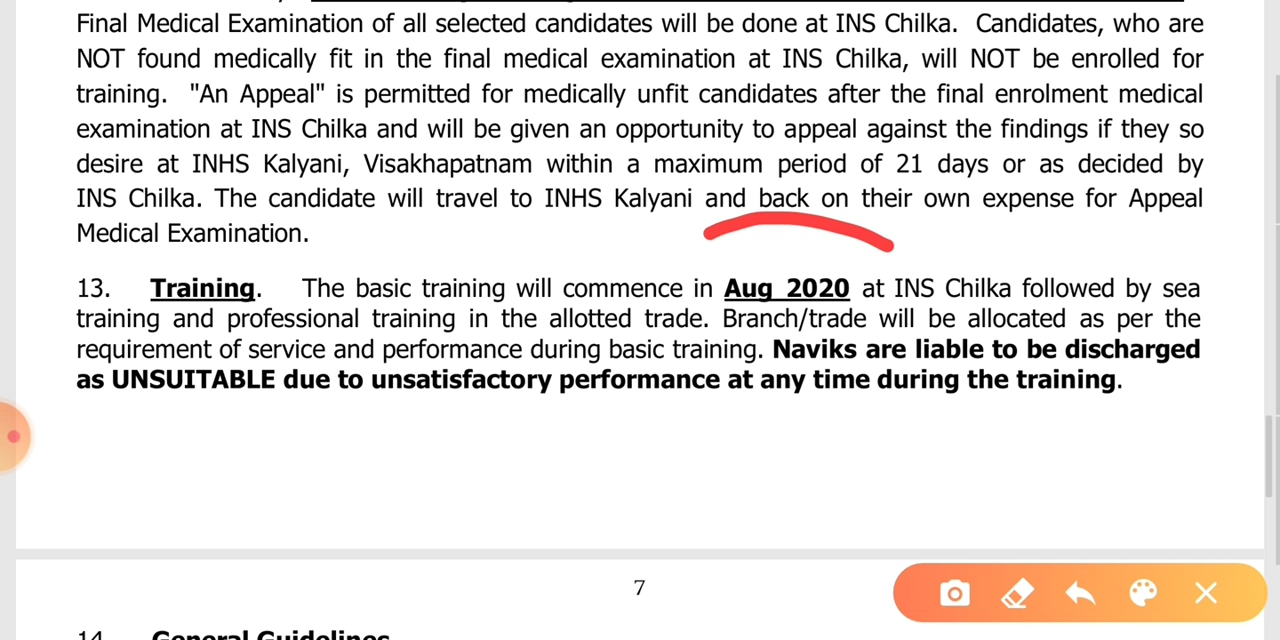 Final Medical Examination of all selected candidates will be done at INS Chilka. Candidates, who are
NOT found medically fit in the final medical examination at INS Chilka, will NOT be enrolled for
training. "An Appeal" is permitted for medically unfit candidates after the final enrolment medical
examination at INS Chilka and will be given an opportunity to appeal against the findings if they so
desire at INHS Kalyani, Visakhapatnam within a maximum period of 21 days or as decided by
INS Chilka. The candidate will travel to INHS Kalyani and back on their own expense for Appeal
Medical Examination.
13. Training. The basic training will commence in Aug 2020 at INS Chilka followed by sea
training and professional training in the allotted trade. Branch/trade will be allocated as per the
requirement of service and performance during basic training. Naviks are liable to be discharged
as UNSUITABLE due to unsatisfactory performance at any time during the training.
7
14. General Guidelines